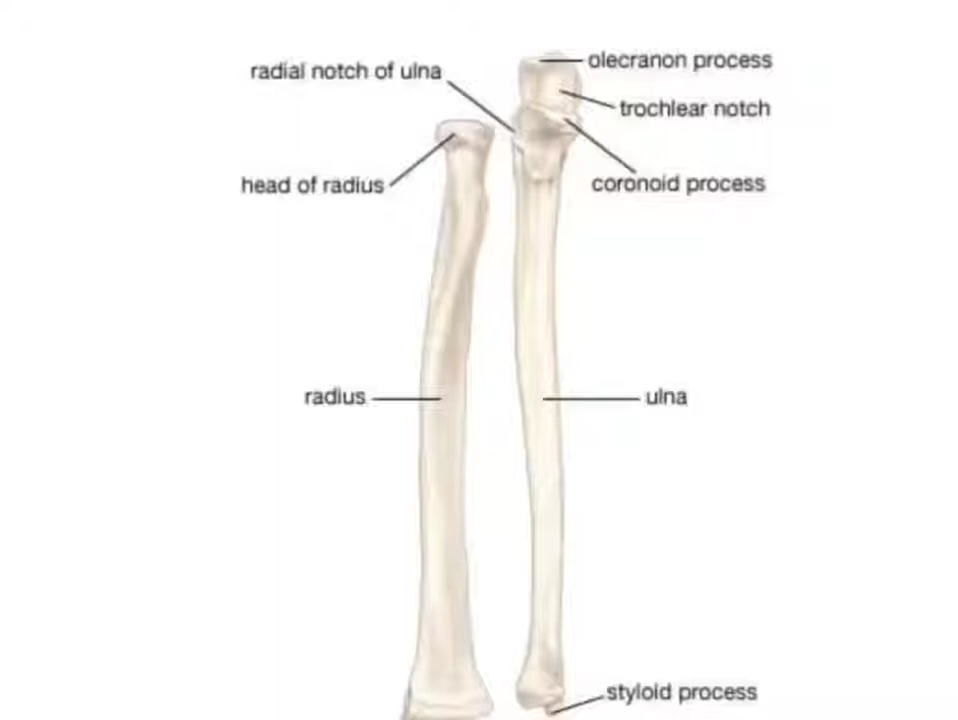 olecranon process
radial notch of ulna
trochlear notch
head of radius
coronoid process
radius
ulna
styloid process